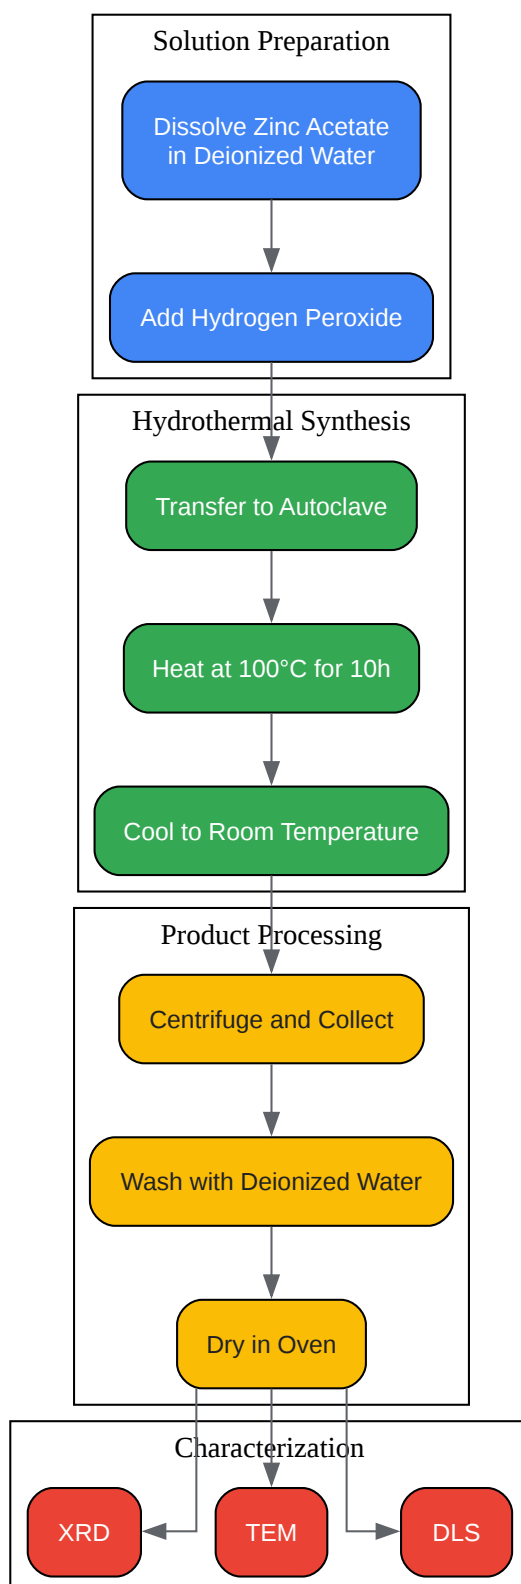 Solution Preparation
Dissolve Zinc Acetate
in Deionized Water
Add Hydrogen Peroxide
Hydrothermal Synthesis
Transfer to Autoclave
Heat at 100°C for 10h
Cool to Room Temperature
Product Processing
Centrifuge and Collect
Wash with Deionized Water
Dry in Oven
Characterization
XRD
TEM
DLS